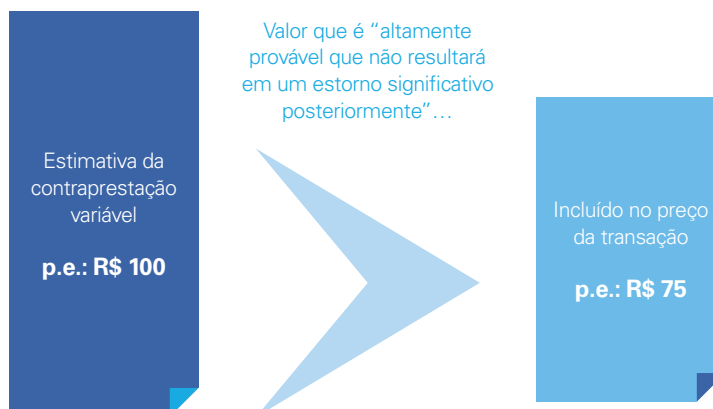 Estimativa da
contraprestação
variável
p.e.: R$ 100
Valor que é “altamente
provável que não resultará
em um estorno significativo
posteriormente”...
Incluído no preço
da transação
p.e.: R$ 75